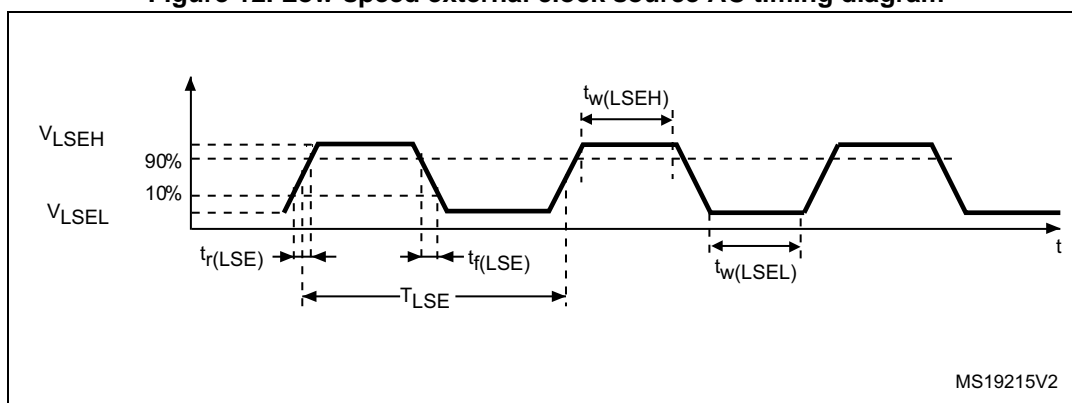 Figure 12. Low-speed external clock source AC timing diagram
tw(LSEH)
VLSEH
90%
10%
VLSEL
tr(LSE)
tf(LSE)
TLSE
tw(LSEL)
t
MS19215V2